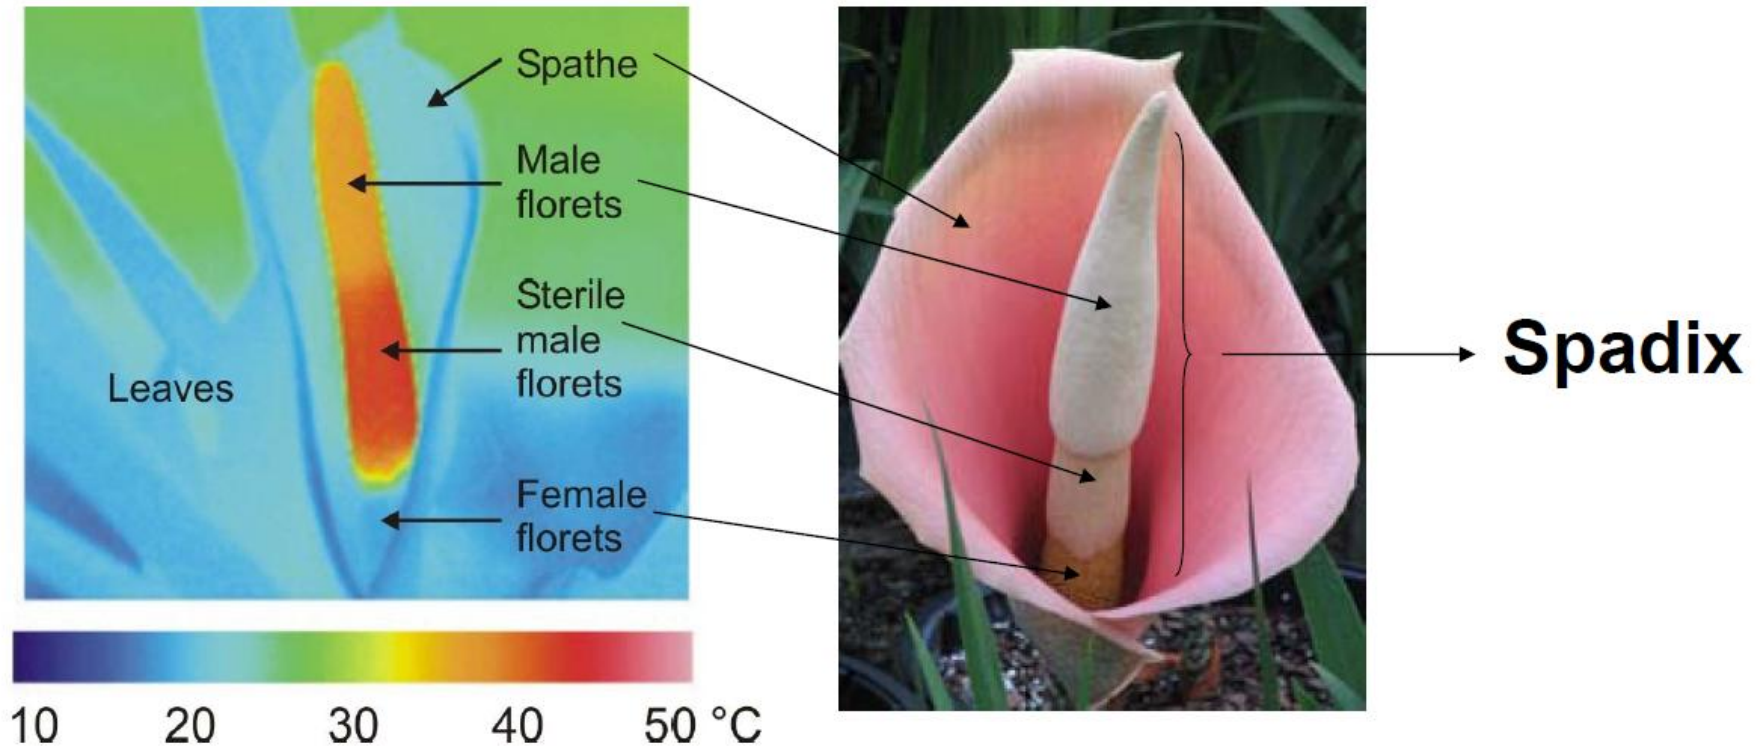 Spathe
Male
florets
Sterile
male
florets
Leaves
Female
florets
Spadix
10 20 30 40 50 °C